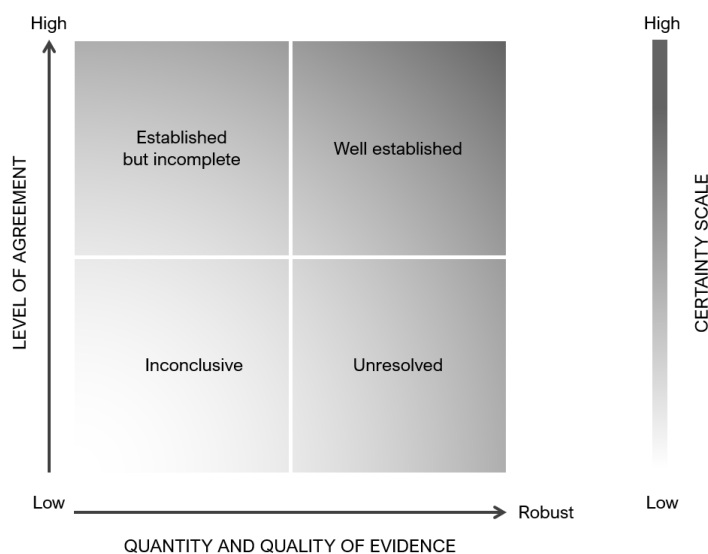 High
High
Established
but incomplete
Well established
LEVEL OF AGREEMENT
CERTAINTY SCALE
Inconclusive
Unresolved
Low
Low
Robust
QUANTITY AND QUALITY OF EVIDENCE